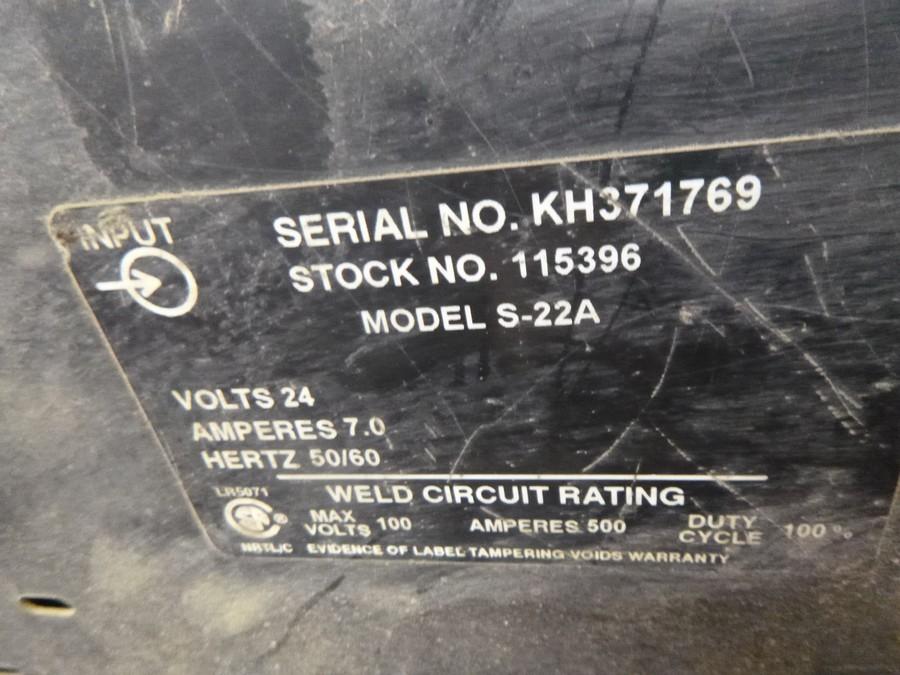 INPUT
SERIAL NO. KH371769
STOCK NO. 115396
MODEL S-22A
VOLTS 24
AMPERES 7.0
HERTZ 50/60
LR5071
WELD CIRCUIT RATING
MAX VOLTS 100 AMPERES 500 DUTY CYCLE 100%
NRTL/C EVIDENCE OF LABEL TAMPERING VOIDS WARRANTY